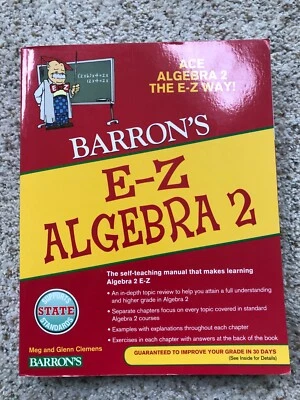 ACE
ALGEBRA 2
THE E-Z WAY!
BARRON'S
E-Z
ALGEBRA 2
The self-teaching manual that makes learning
Algebra 2 E-Z
• An in-depth topic review to help you attain a full understanding
and higher grade in Algebra 2
• Separate chapters focus on every topic covered in standard
Algebra 2 courses
• Examples with explanations throughout each chapter
• Exercises in each chapter with answers at the back of the book
STATE
STANDARDS
Meg and Glenn Clemens
BARRON'S
GUARANTEED TO IMPROVE YOUR GRADE IN 30 DAYS
(See Inside for Details)